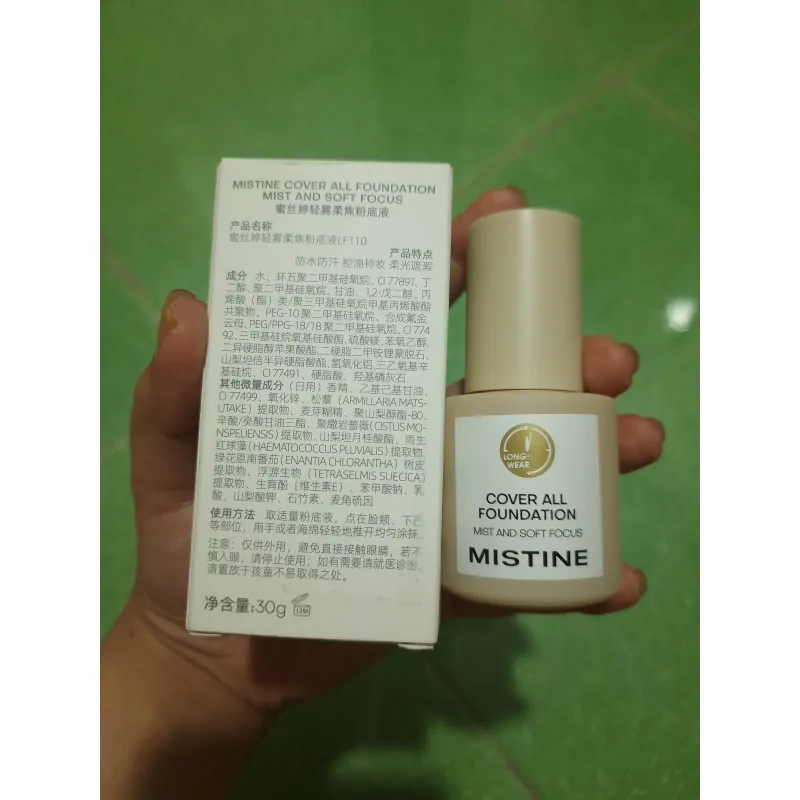 MISTINE COVER ALL FOUNDATION
MIST AND SOFT FOCUS
蜜丝婷轻雾柔焦粉底液
产品名称
蜜丝婷轻雾柔焦粉底液LF110
产品特点
防水防汗 控油持妆 柔光遮瑕
成分 水、环五聚二甲基硅氧烷、CI 77891、丁
二醇、聚二甲基硅氧烷、甘油、1,2-戊二醇、丙
烯酸（酯）类/聚三甲基硅氧烷甲基丙烯酸酯
共聚物、PEG-10 聚二甲基硅氧烷、合成氟金
云母、PEG/PPG-18/18 聚二甲基硅氧烷、CI 774
92、三甲基硅烷氧基硅酸酯、硫酸镁、苯氧乙醇、
二异硬脂醇苹果酸酯、二硬脂二甲铵锂蒙脱石、
山梨坦倍半异硬脂酸酯、氢氧化铝、三乙氧基辛
基硅烷、CI 77491、硬脂酸、羟基磷灰石
其他微量成分（日用）香精、乙基己基甘油、
CI 77499、氧化锌、松蕈（ARMILLARIA MATS-
UTAKE）提取物、麦芽糊精、聚山梨醇酯-80、
辛酸/癸酸甘油三酯、聚繖岩蔷薇（CISTUS MO-
NSPELIENSIS）提取物、山梨坦月桂酸酯、雨生
红球藻（HAEMATOCOCCUS PLUVIALIS）提取物、
绿花恩南番茄（ENANTIA CHLORANTHA）树皮
提取物、浮游生物（TETRASELMIS SUECICA）
提取物、生育酚（维生素E）、苯甲酸钠、乳
酸、山梨酸钾、石竹素、麦角硫因
使用方法 取适量粉底液，点在脸颊、下巴
等部位，用手或者海绵轻轻地推开均匀涂抹。
注意：仅供外用，避免直接接触眼睛，若不
慎入眼，请停止使用；如有需要请就医诊治。
请置放于孩童不易取得之处。
净含量:30g
12M
LONG-
WEAR
COVER ALL
FOUNDATION
MIST AND SOFT FOCUS
MISTINE